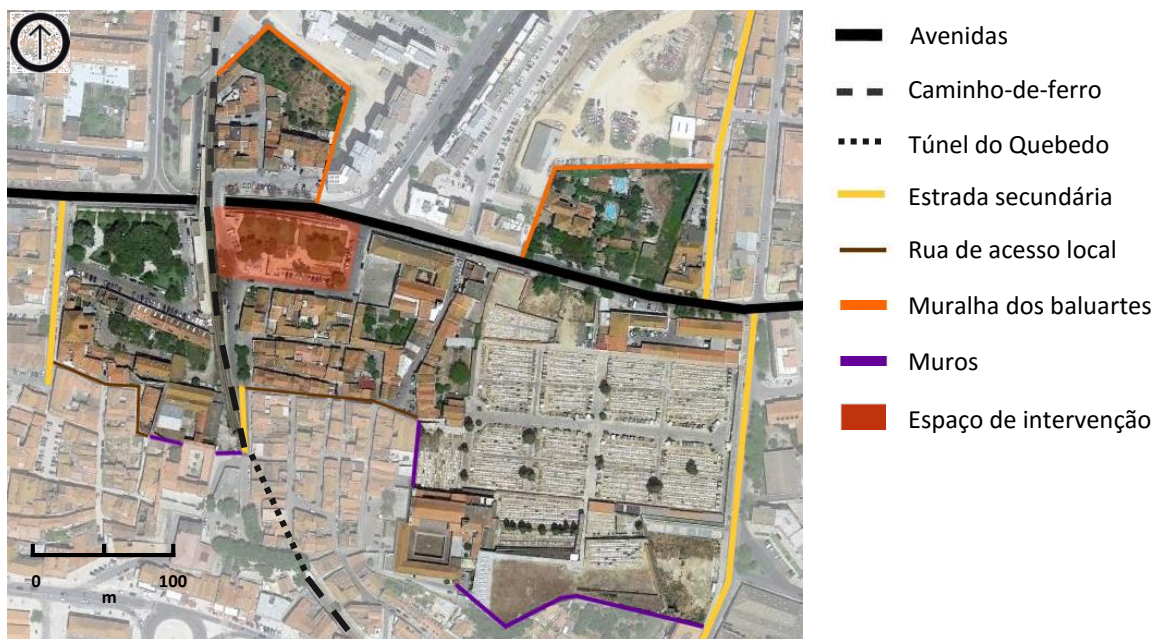 Avenidas
Caminho-de-ferro
Túnel do Quebedo
Estrada secundária
Rua de acesso local
Muralha dos baluartes
Muros
Espaço de intervenção
0 100
m